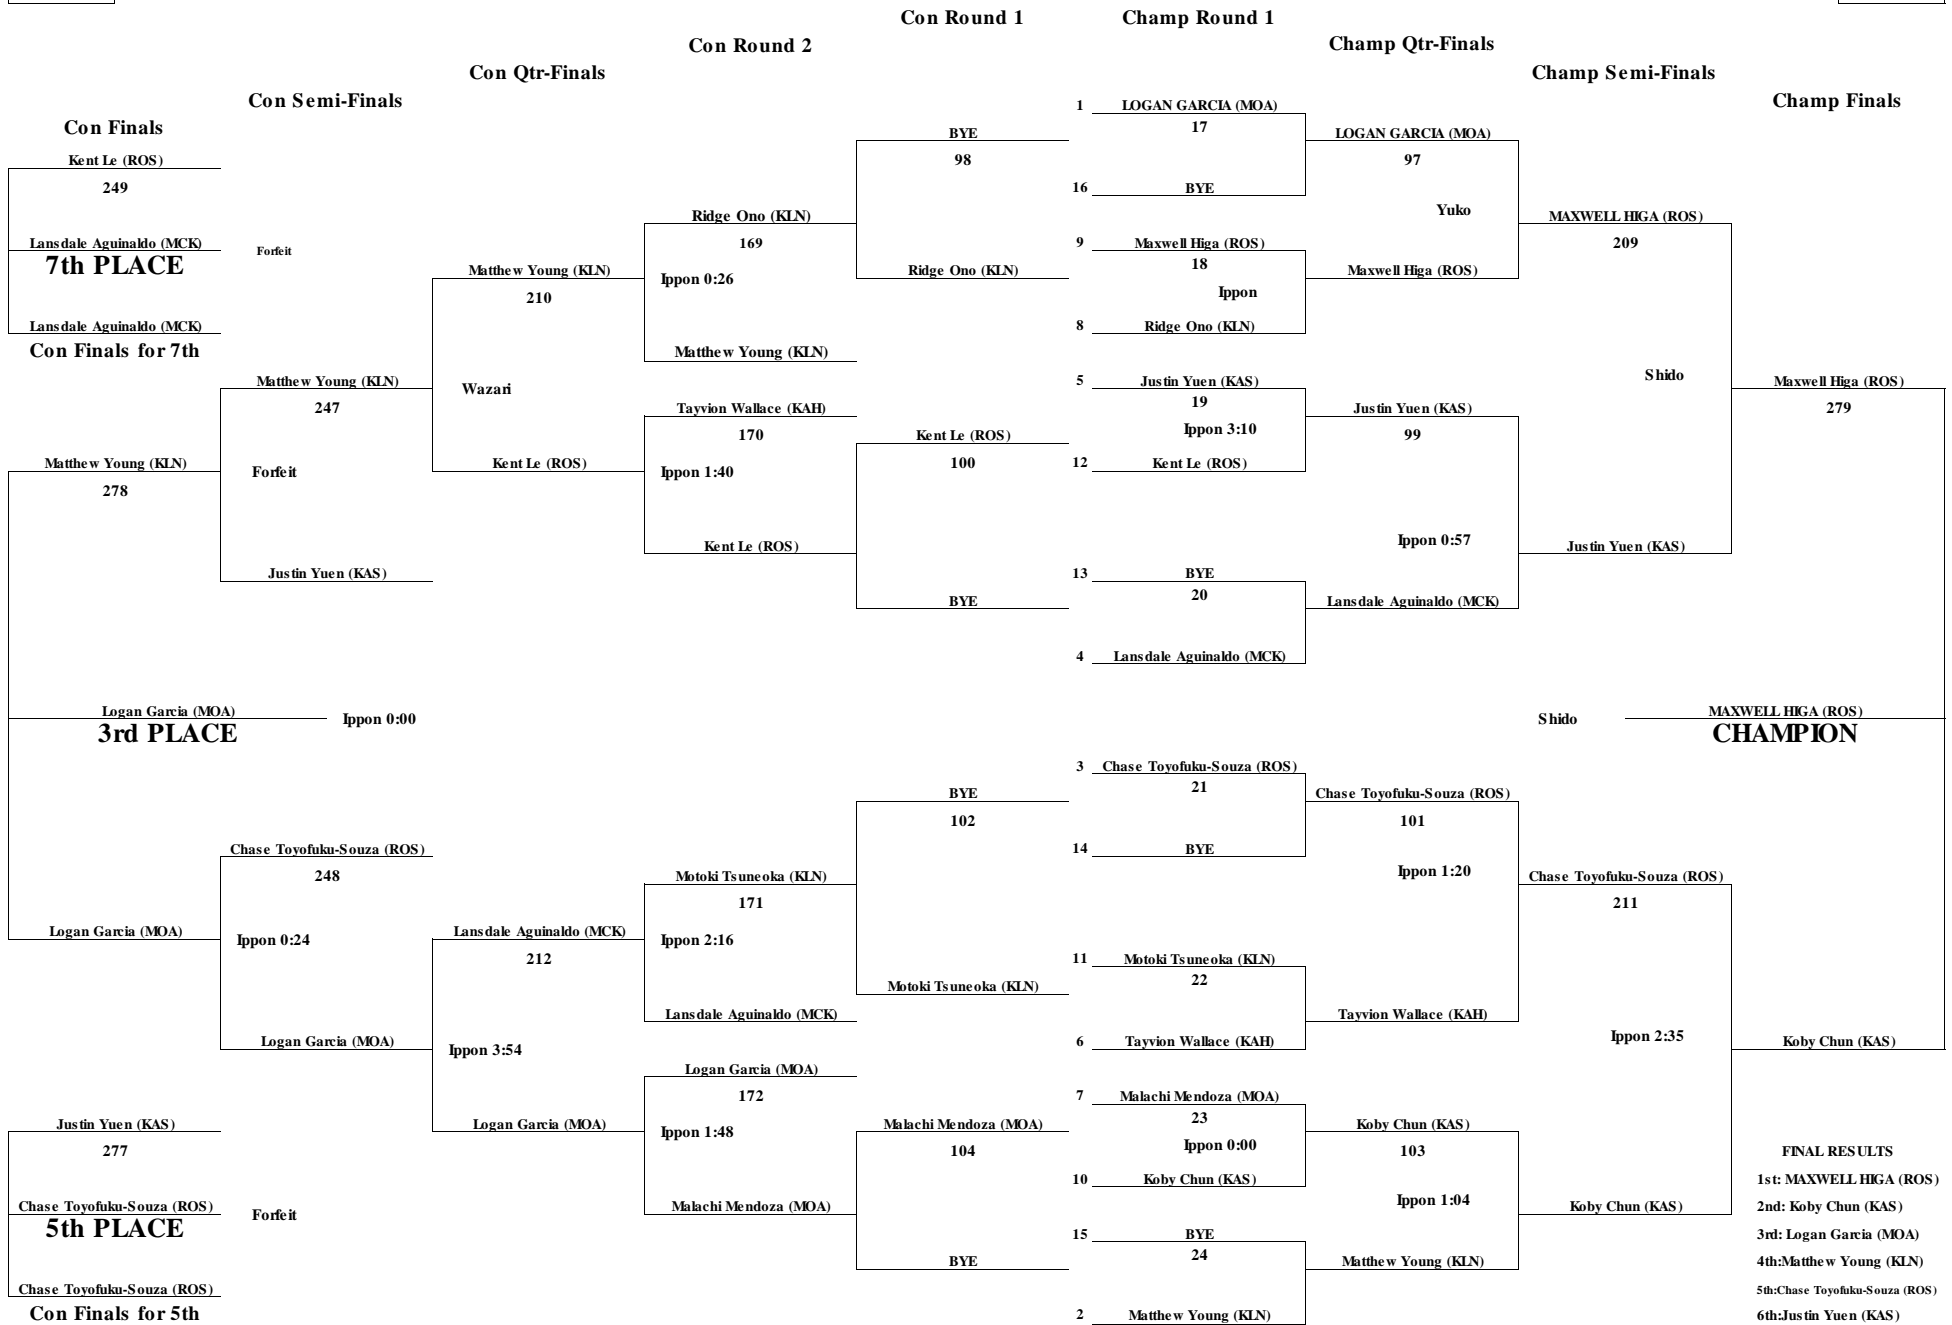 Con Round 1
Champ Round 1
Con Round 2
Champ Qtr-Finals
Con Qtr-Finals
Champ Semi-Finals
Con Semi-Finals
Champ Finals
Con Finals
Kent Le (ROS)
249
Lansdale Aguinaldo (MCK)
7th PLACE
Forfeit
Lansdale Aguinaldo (MCK)
Con Finals for 7th
Matthew Young (KLN)
278
Logan Garcia (MOA)
3rd PLACE
Ippon 0:00
Logan Garcia (MOA)
Justin Yuen (KAS)
277
Chase Toyofuku-Souza (ROS)
5th PLACE
Forfeit
Chase Toyofuku-Souza (ROS)
Con Finals for 5th
Matthew Young (KLN)
247
Forfeit
Justin Yuen (KAS)
Chase Toyofuku-Souza (ROS)
248
Ippon 0:24
Logan Garcia (MOA)
Matthew Young (KLN)
210
Wazari
Kent Le (ROS)
Lansdale Aguinaldo (MCK)
212
Ippon 3:54
Logan Garcia (MOA)
Ridge Ono (KLN)
169
Ippon 0:26
Matthew Young (KLN)
Tayvion Wallace (KAH)
170
Ippon 1:40
Kent Le (ROS)
Motoki Tsuneoka (KLN)
171
Ippon 2:16
Lansdale Aguinaldo (MCK)
Logan Garcia (MOA)
172
Ippon 1:48
Malachi Mendoza (MOA)
BYE
98
Ridge Ono (KLN)
Kent Le (ROS)
100
BYE
BYE
102
Motoki Tsuneoka (KLN)
Malachi Mendoza (MOA)
104
BYE
1 LOGAN GARCIA (MOA)
17
16 BYE
9 Maxwell Higa (ROS)
18
Ippon
8 Ridge Ono (KLN)
5 Justin Yuen (KAS)
19
Ippon 3:10
12 Kent Le (ROS)
13 BYE
20
4 Lansdale Aguinaldo (MCK)
3 Chase Toyofuku-Souza (ROS)
21
14 BYE
11 Motoki Tsuneoka (KLN)
22
6 Tayvion Wallace (KAH)
7 Malachi Mendoza (MOA)
23
Ippon 0:00
10 Koby Chun (KAS)
15 BYE
24
2 Matthew Young (KLN)
LOGAN GARCIA (MOA)
97
Yuko
Maxwell Higa (ROS)
Justin Yuen (KAS)
99
Ippon 0:57
Lansdale Aguinaldo (MCK)
Chase Toyofuku-Souza (ROS)
101
Ippon 1:20
Tayvion Wallace (KAH)
Koby Chun (KAS)
103
Ippon 1:04
Matthew Young (KLN)
MAXWELL HIGA (ROS)
209
Shido
Justin Yuen (KAS)
Chase Toyofuku-Souza (ROS)
211
Ippon 2:35
Koby Chun (KAS)
Maxwell Higa (ROS)
279
Shido
MAXWELL HIGA (ROS)
CHAMPION
Koby Chun (KAS)
FINAL RESULTS
1st: MAXWELL HIGA (ROS)
2nd: Koby Chun (KAS)
3rd: Logan Garcia (MOA)
4th:Matthew Young (KLN)
5th:Chase Toyofuku-Souza (ROS)
6th:Justin Yuen (KAS)